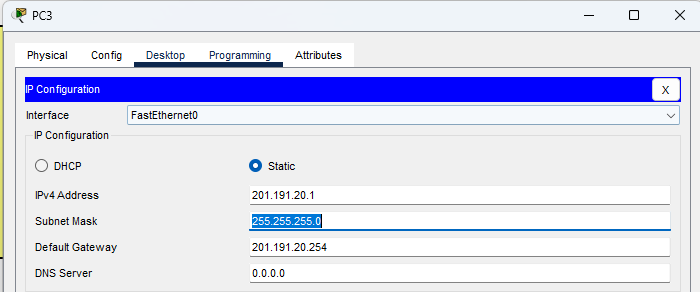 PC3
Physical Config Desktop Programming Attributes
IP Configuration X
Interface FastEthernet0
IP Configuration
DHCP Static
IPv4 Address 201.191.20.1
Subnet Mask 255.255.255.0
Default Gateway 201.191.20.254
DNS Server 0.0.0.0